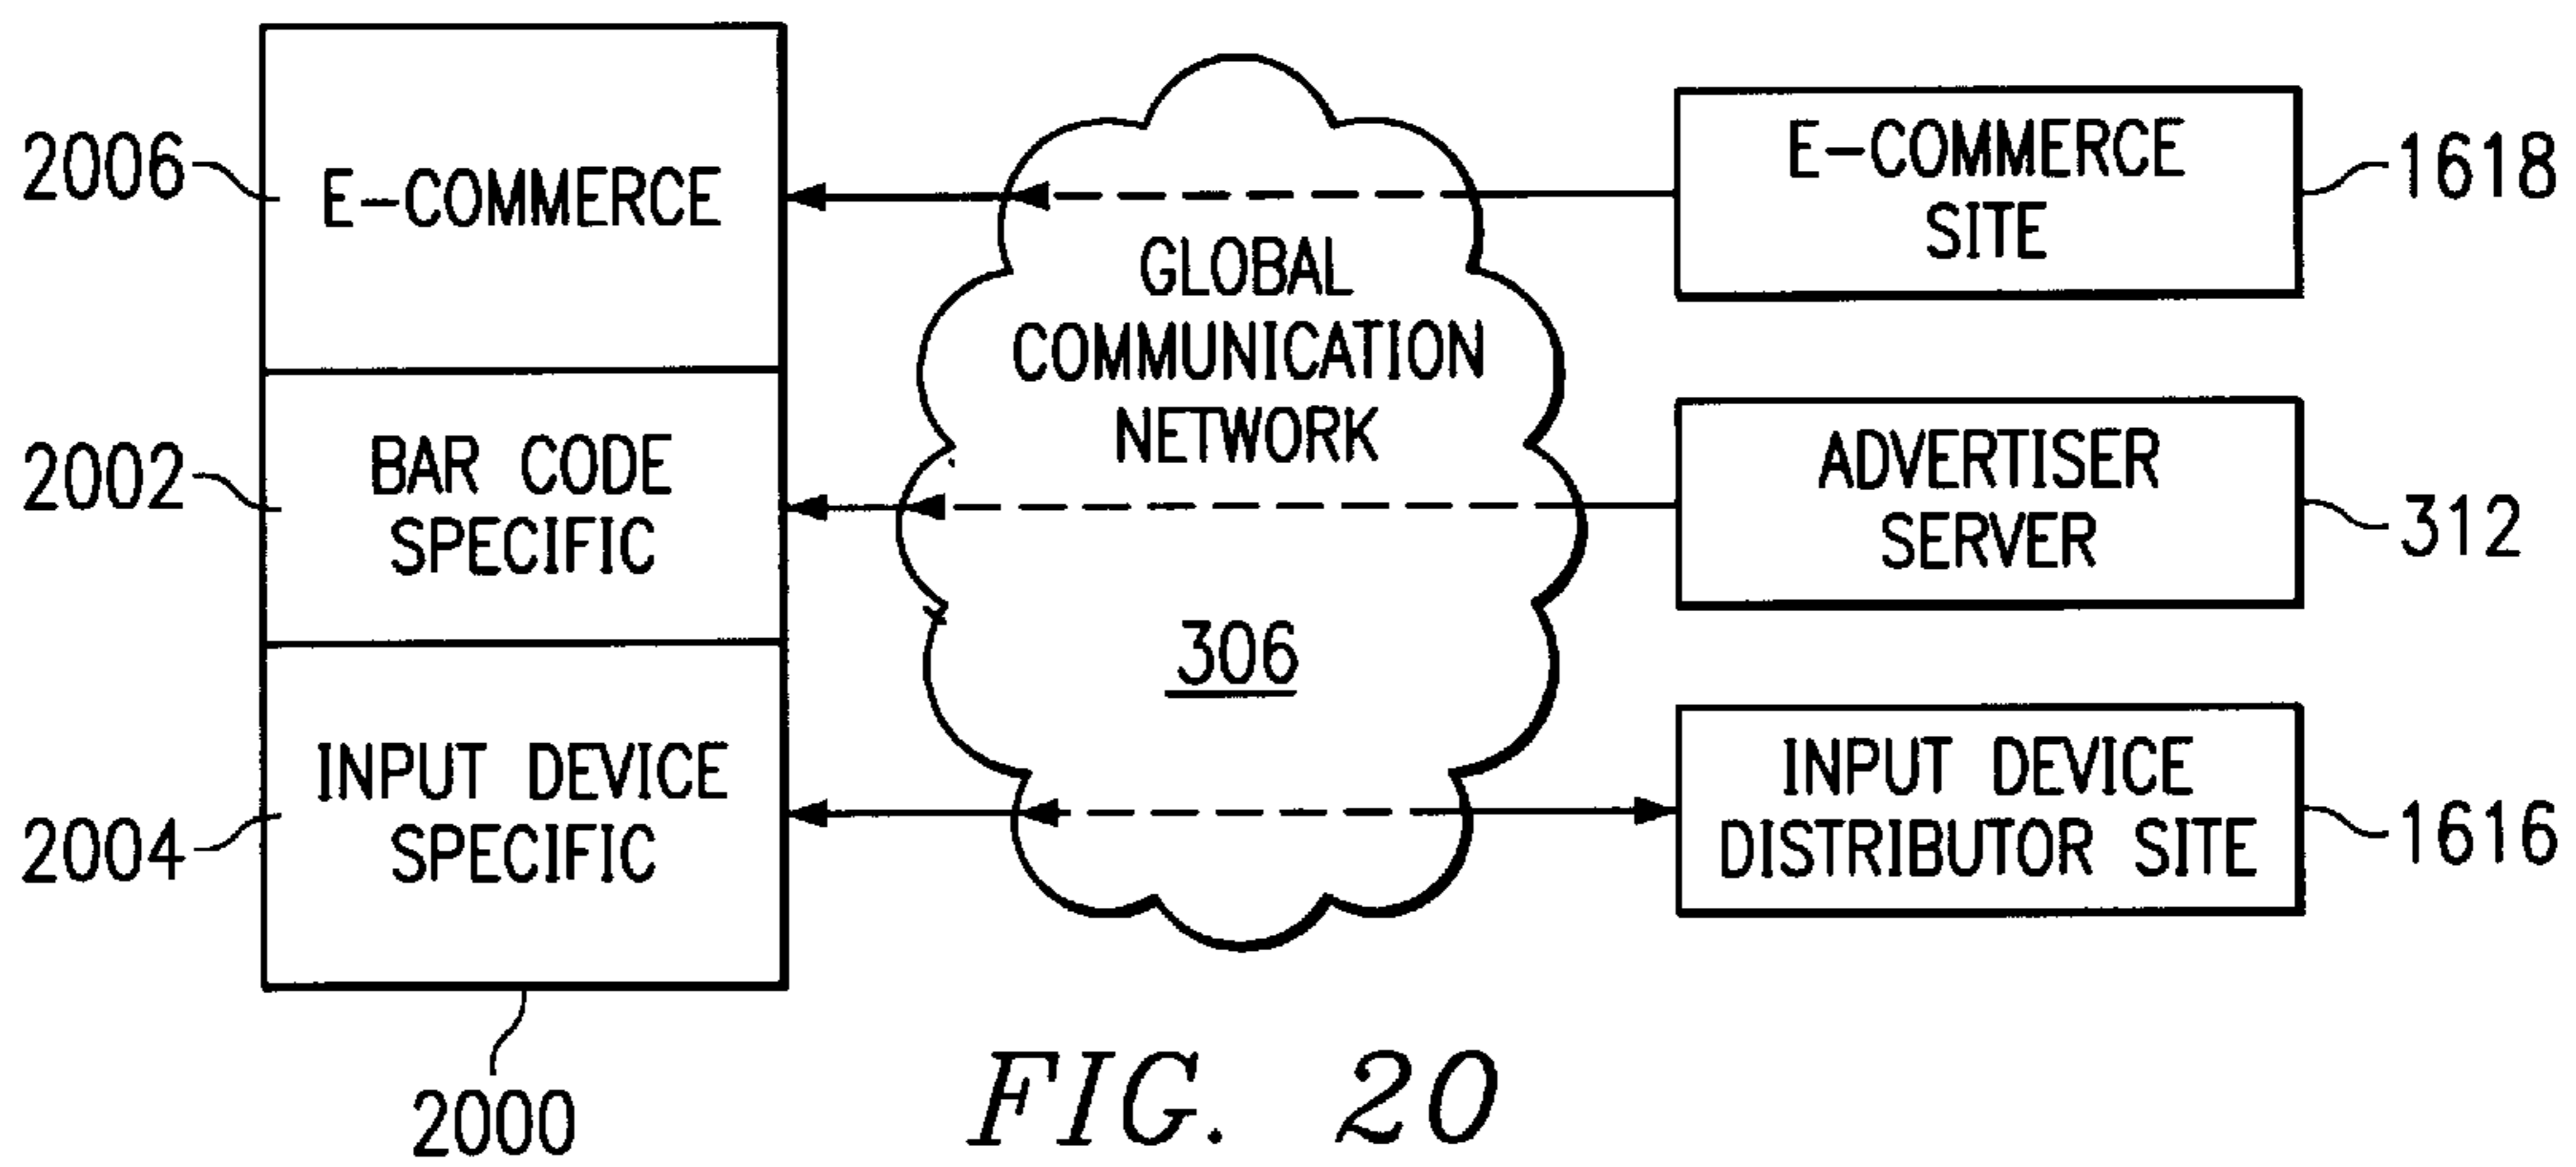 2006
E-COMMERCE
2002
BAR CODE
SPECIFIC
2004
INPUT DEVICE
SPECIFIC
2000
GLOBAL
COMMUNICATION
NETWORK
306
E-COMMERCE
SITE
1618
ADVERTISER
SERVER
312
INPUT DEVICE
DISTRIBUTOR SITE
1616
FIG. 20